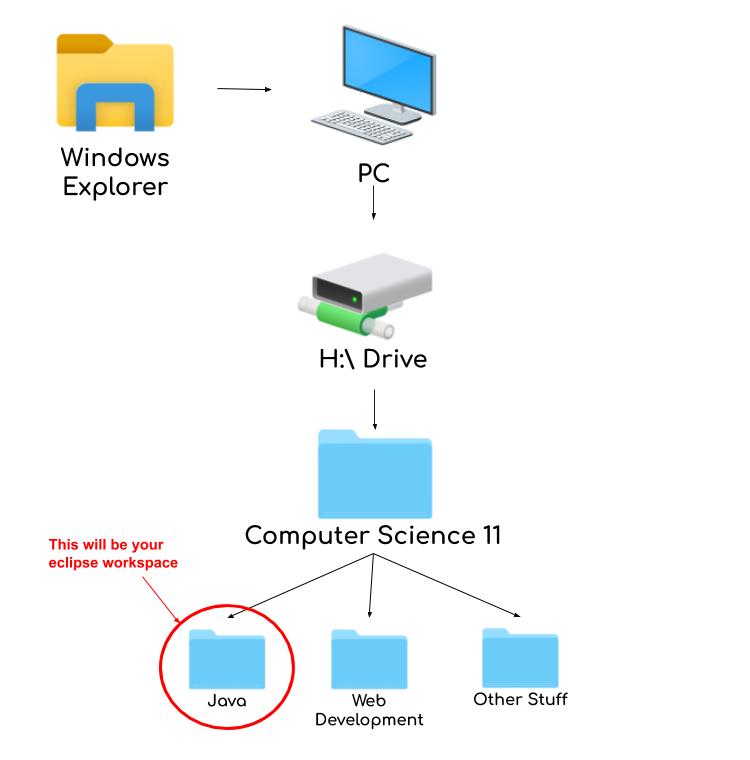 Windows
Explorer
PC
H:\ Drive
Computer Science 11
This will be your
eclipse workspace
Java
Web
Development
Other Stuff